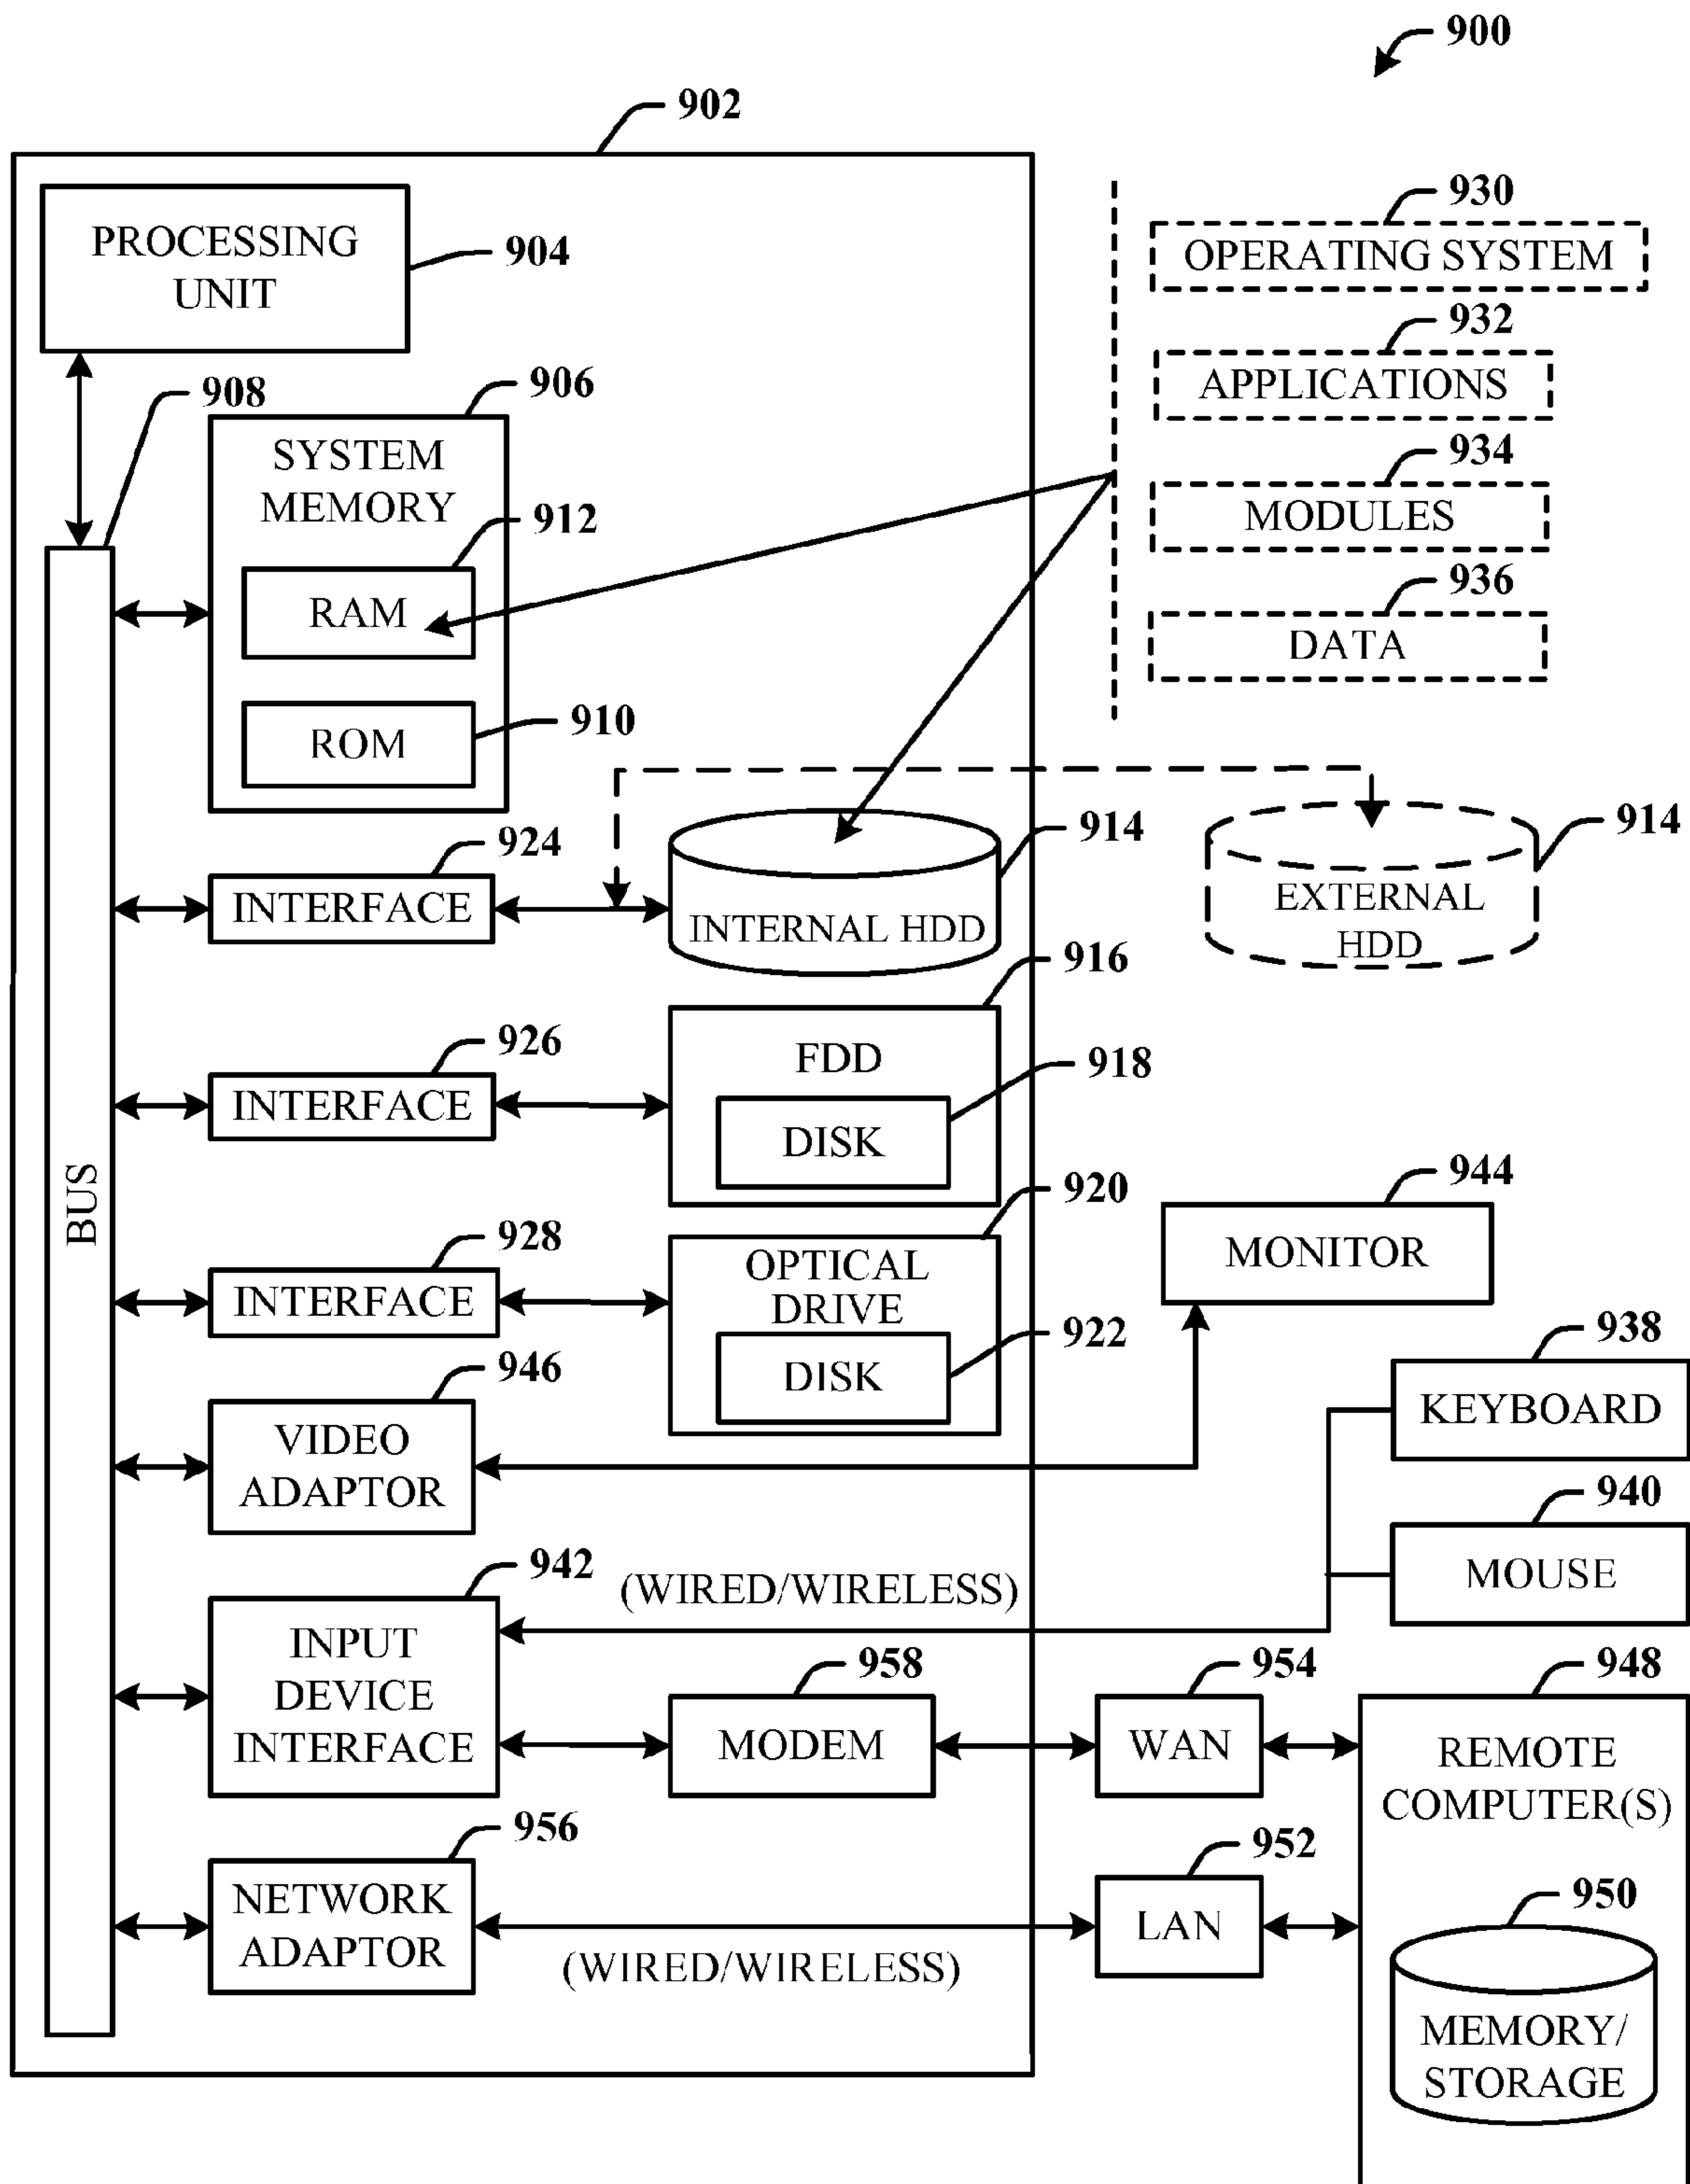 900
902
PROCESSING
UNIT
904
930
OPERATING SYSTEM
932
APPLICATIONS
934
MODULES
936
DATA
908
906
SYSTEM
MEMORY
912
RAM
910
ROM
924
INTERFACE
914
INTERNAL HDD
914
EXTERNAL
HDD
916
FDD
918
DISK
926
INTERFACE
BUS
920
OPTICAL
DRIVE
922
DISK
928
INTERFACE
944
MONITOR
946
VIDEO
ADAPTOR
938
KEYBOARD
940
MOUSE
942
INPUT
DEVICE
INTERFACE
(WIRED/WIRELESS)
958
MODEM
954
WAN
948
REMOTE
COMPUTER(S)
956
NETWORK
ADAPTOR
(WIRED/WIRELESS)
952
LAN
950
MEMORY/
STORAGE